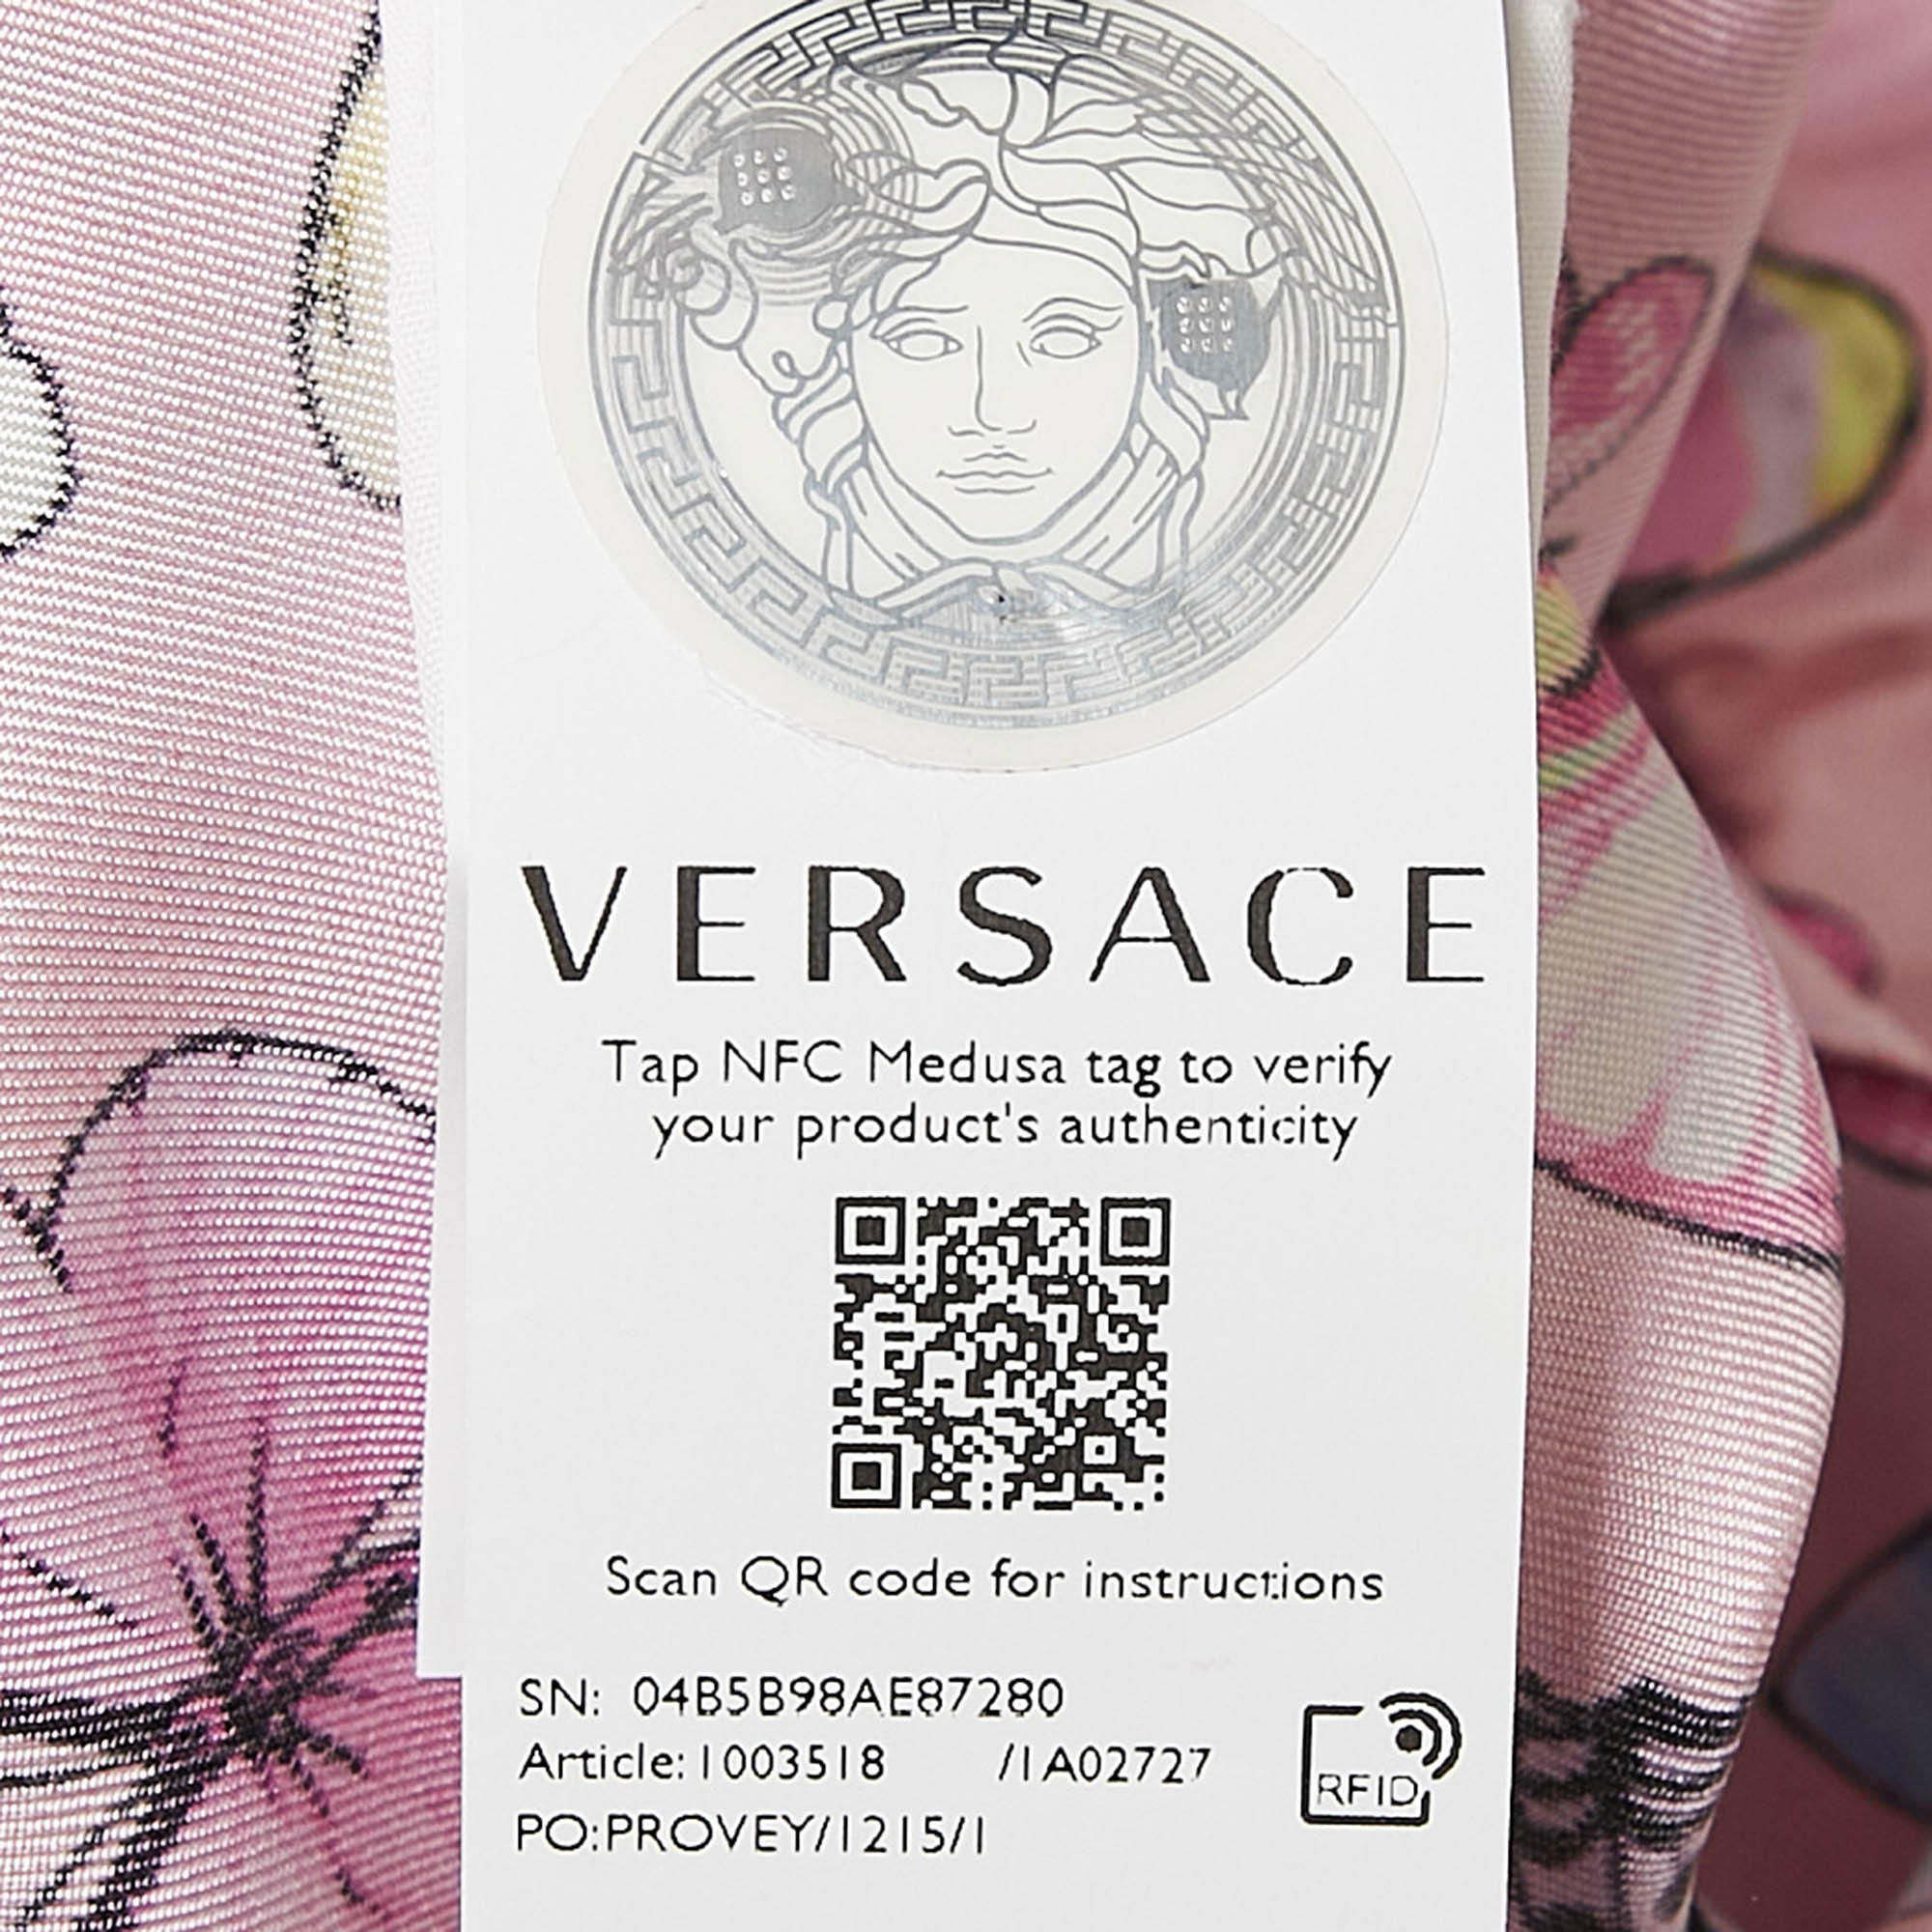 VERSACE
Tap NFC Medusa tag to verify
your product's authenticity
Scan QR code for instructions
SN: 04B5B98AE87280
Article:1003518 /1A02727
PO:PROVEY/1215/1
RFID